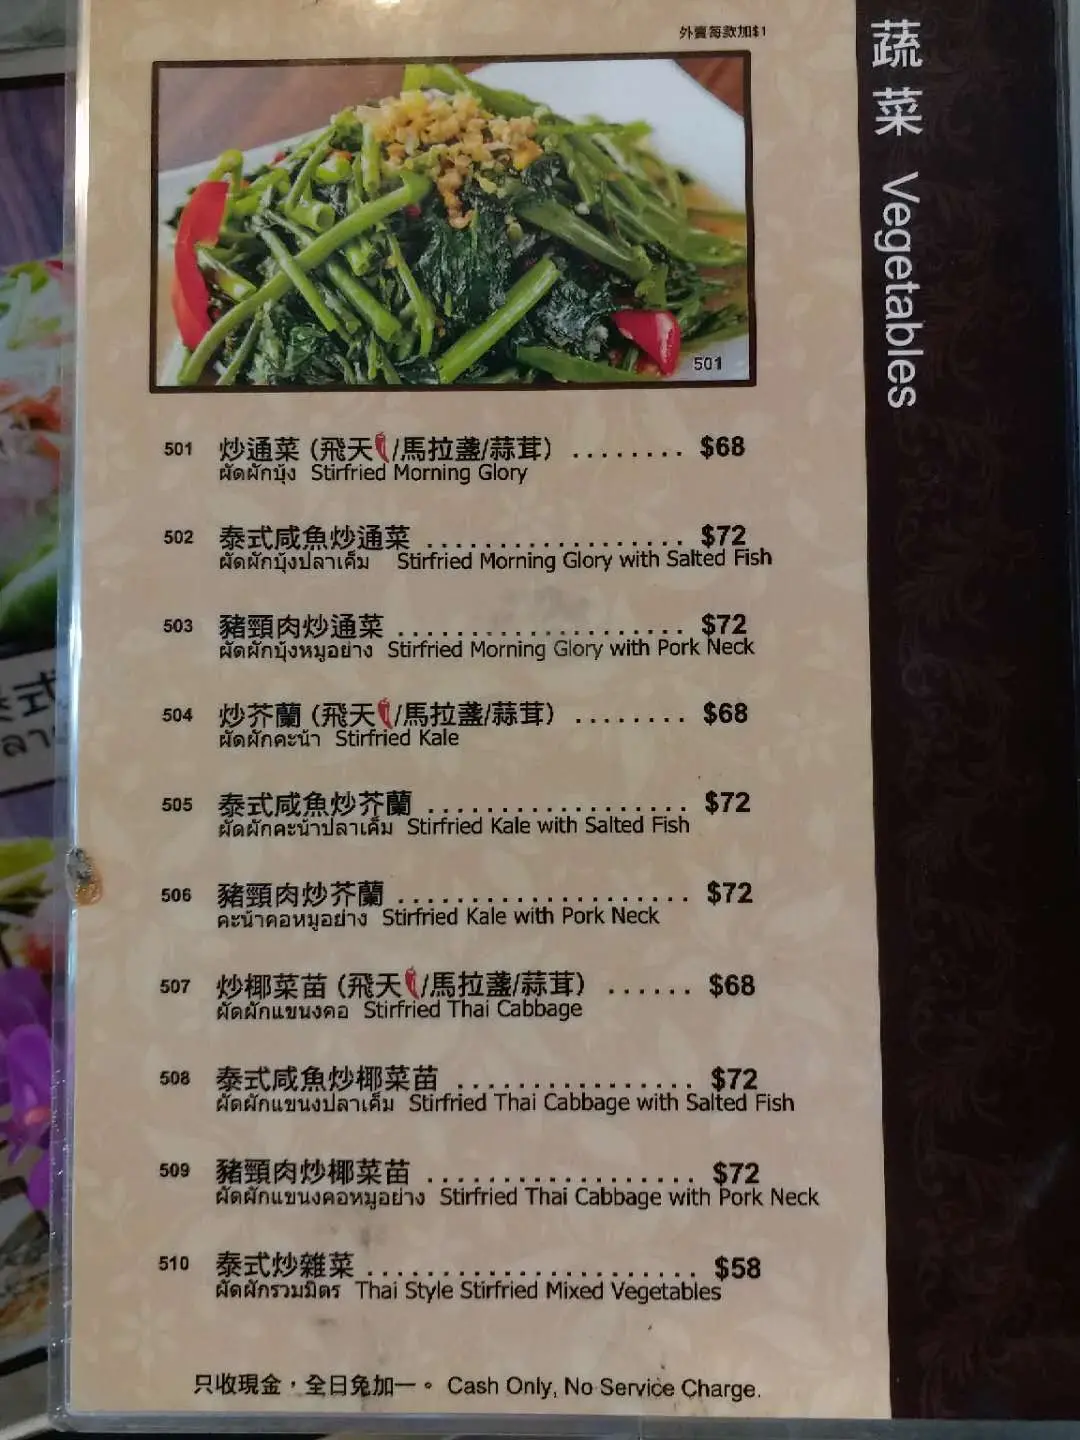 外賣每款加$1
蔬菜 Vegetables
501
501 炒通菜 (飛天/馬拉盞/蒜茸) ........ $68
ผัดผักบุ้ง Stirfried Morning Glory
502 泰式咸魚炒通菜 .................. $72
ผัดผักบุ้งปลาเค็ม Stirfried Morning Glory with Salted Fish
503 豬頸肉炒通菜 .................... $72
ผัดผักบุ้งหมูอย่าง Stirfried Morning Glory with Pork Neck
504 炒芥蘭 (飛天/馬拉盞/蒜茸) ........ $68
ผัดผักคะน้า Stirfried Kale
505 泰式咸魚炒芥蘭 .................. $72
ผัดผักคะน้าปลาเค็ม Stirfried Kale with Salted Fish
506 豬頸肉炒芥蘭 .................... $72
คะน้าคอหมูอย่าง Stirfried Kale with Pork Neck
507 炒椰菜苗 (飛天/馬拉盞/蒜茸) ...... $68
ผัดผักแขนงคอ Stirfried Thai Cabbage
508 泰式咸魚炒椰菜苗 ................ $72
ผัดผักแขนงปลาเค็ม Stirfried Thai Cabbage with Salted Fish
509 豬頸肉炒椰菜苗 .................. $72
ผัดผักแขนงคอหมูอย่าง Stirfried Thai Cabbage with Pork Neck
510 泰式炒雜菜 ....................... $58
ผัดผักรวมมิตร Thai Style Stirfried Mixed Vegetables
只收現金，全日免加一。 Cash Only, No Service Charge.